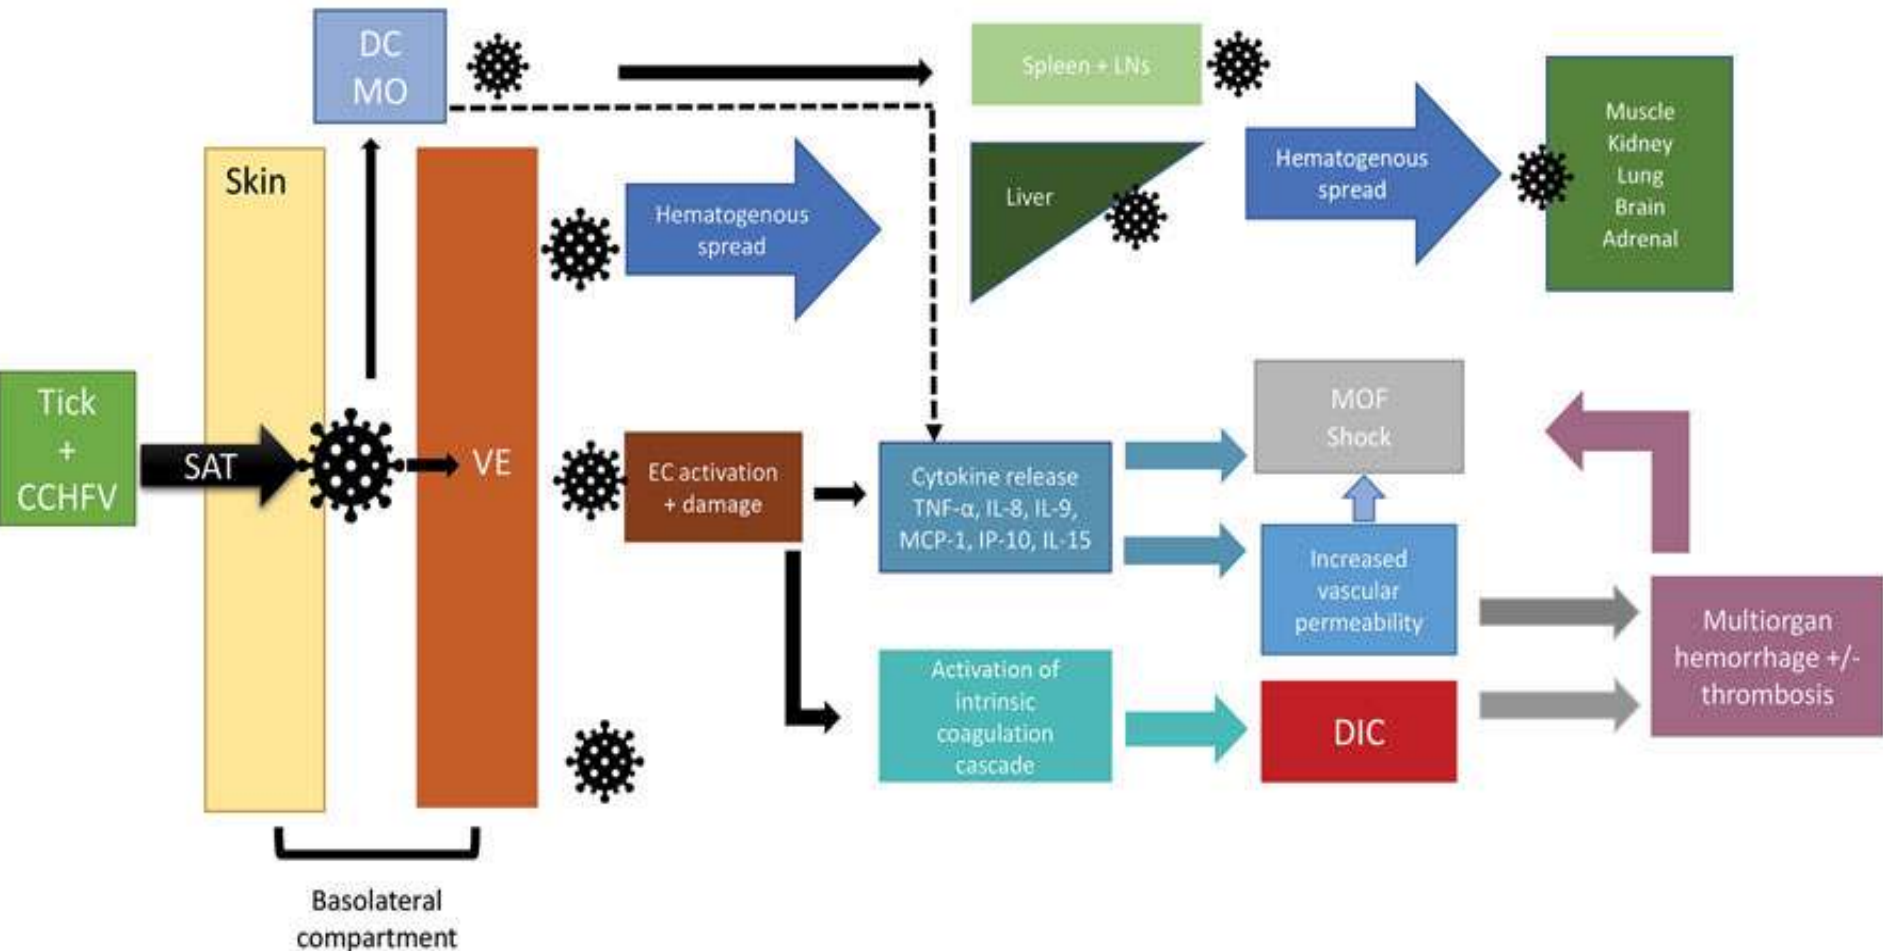 DC
MO
Spleen + LNs
Muscle
Kidney
Lung
Brain
Adrenal
Skin
Hematogenous
spread
Liver
Hematogenous
spread
Tick
+
CCHFV
SAT
VE
EC activation
+ damage
Cytokine release
TNF-α, IL-8, IL-9,
MCP-1, IP-10, IL-15
MOF
Shock
Increased
vascular
permeability
Activation of
intrinsic
coagulation
cascade
DIC
Multiorgan
hemorrhage +/-
thrombosis
Basolateral
compartment